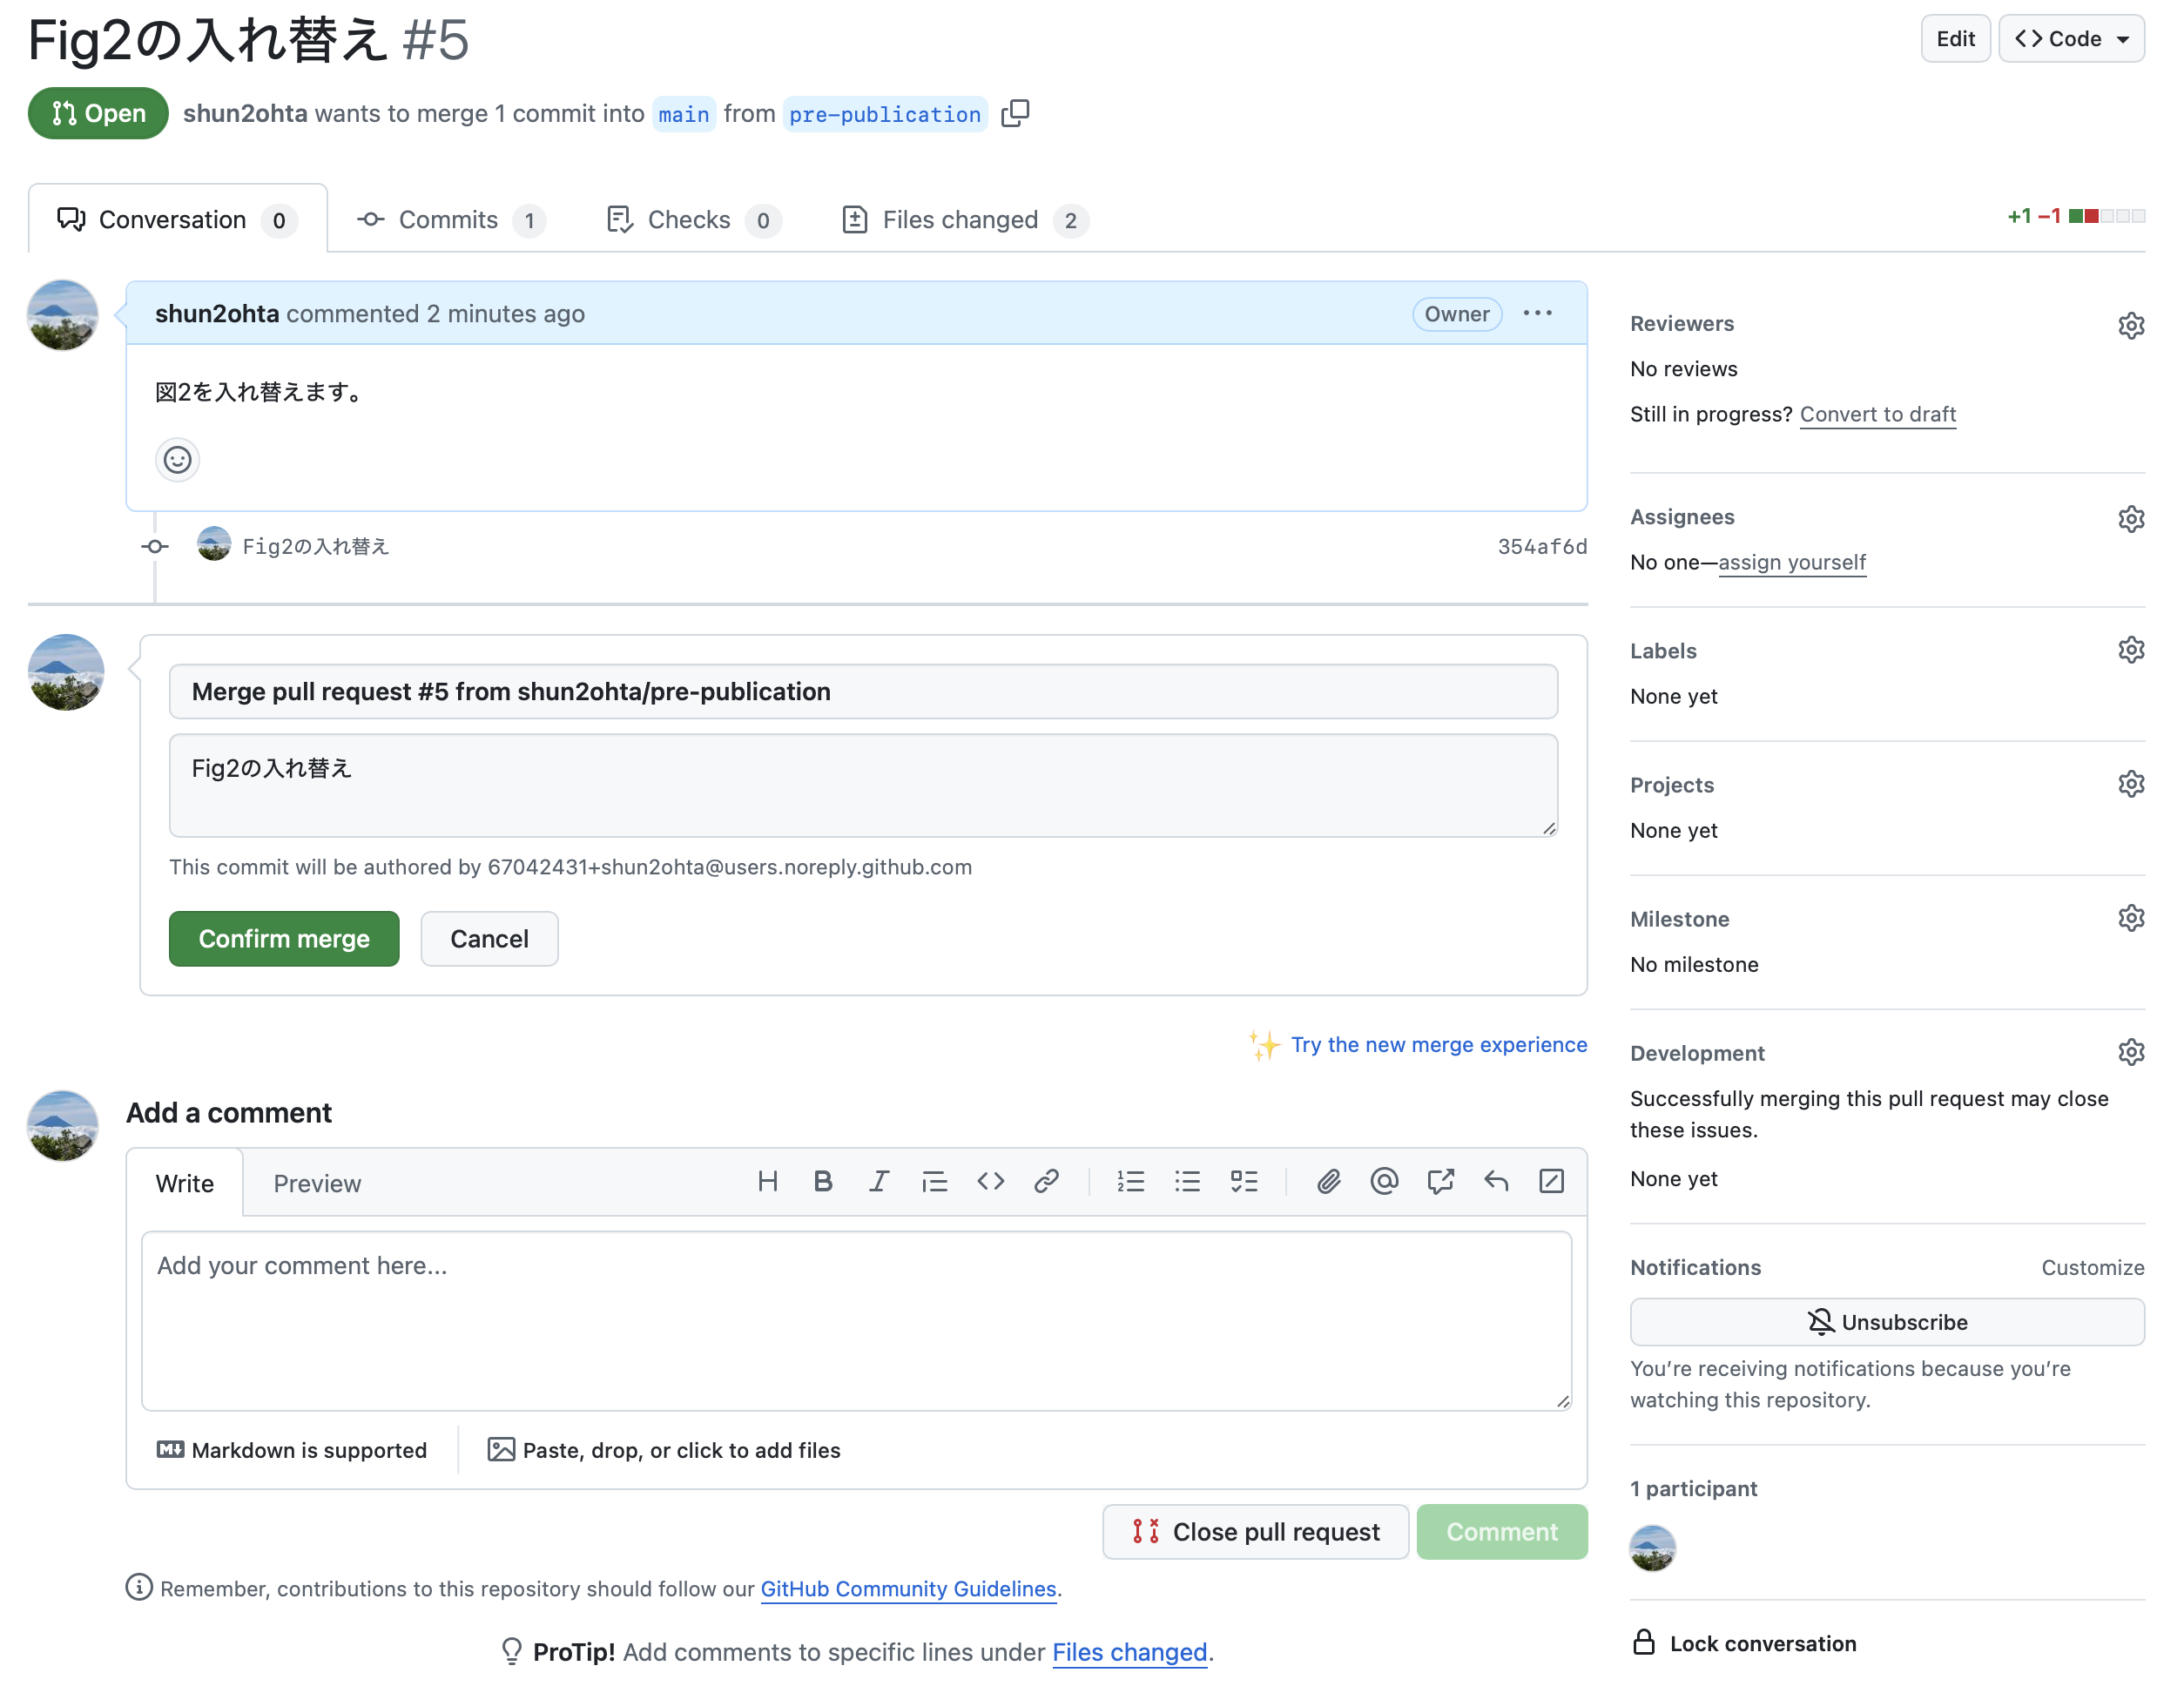 Fig2の入れ替え #5
Edit
Code
Open
shun2ohta wants to merge 1 commit into main from pre-publication
Conversation 0
Commits 1
Checks 0
Files changed 2
+1 −1
shun2ohta commented 2 minutes ago
Owner
図2を入れ替えます。
Fig2の入れ替え
354af6d
Merge pull request #5 from shun2ohta/pre-publication
Fig2の入れ替え
This commit will be authored by 67042431+shun2ohta@users.noreply.github.com
Confirm merge
Cancel
Try the new merge experience
Add a comment
Write
Preview
Add your comment here...
Markdown is supported
Paste, drop, or click to add files
Close pull request
Comment
Remember, contributions to this repository should follow our GitHub Community Guidelines.
ProTip! Add comments to specific lines under Files changed.
Reviewers
No reviews
Still in progress? Convert to draft
Assignees
No one—assign yourself
Labels
None yet
Projects
None yet
Milestone
No milestone
Development
Successfully merging this pull request may close
these issues.
None yet
Notifications
Customize
Unsubscribe
You’re receiving notifications because you’re
watching this repository.
1 participant
Lock conversation